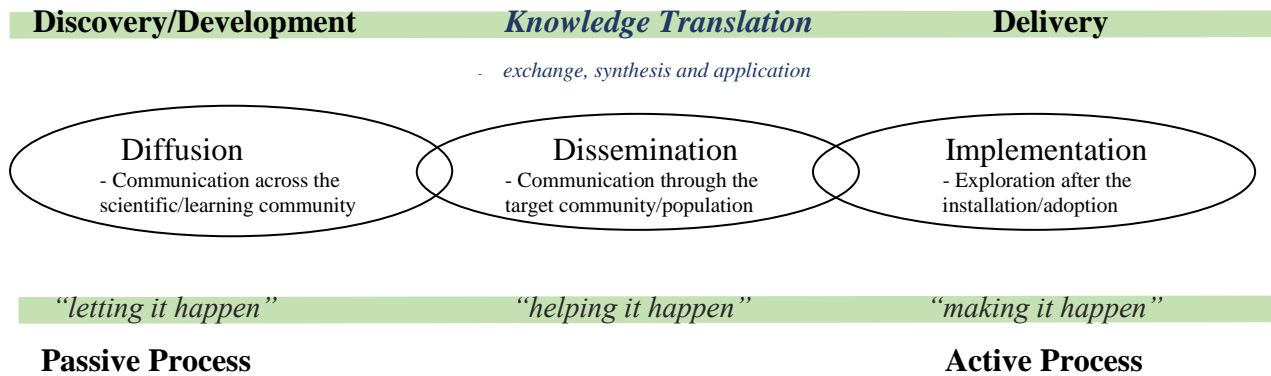 Discovery/Development Knowledge Translation Delivery
- exchange, synthesis and application
Diffusion
- Communication across the
scientific/learning community
Dissemination
- Communication through the
target community/population
Implementation
- Exploration after the
installation/adoption
“letting it happen” “helping it happen” “making it happen”
Passive Process Active Process